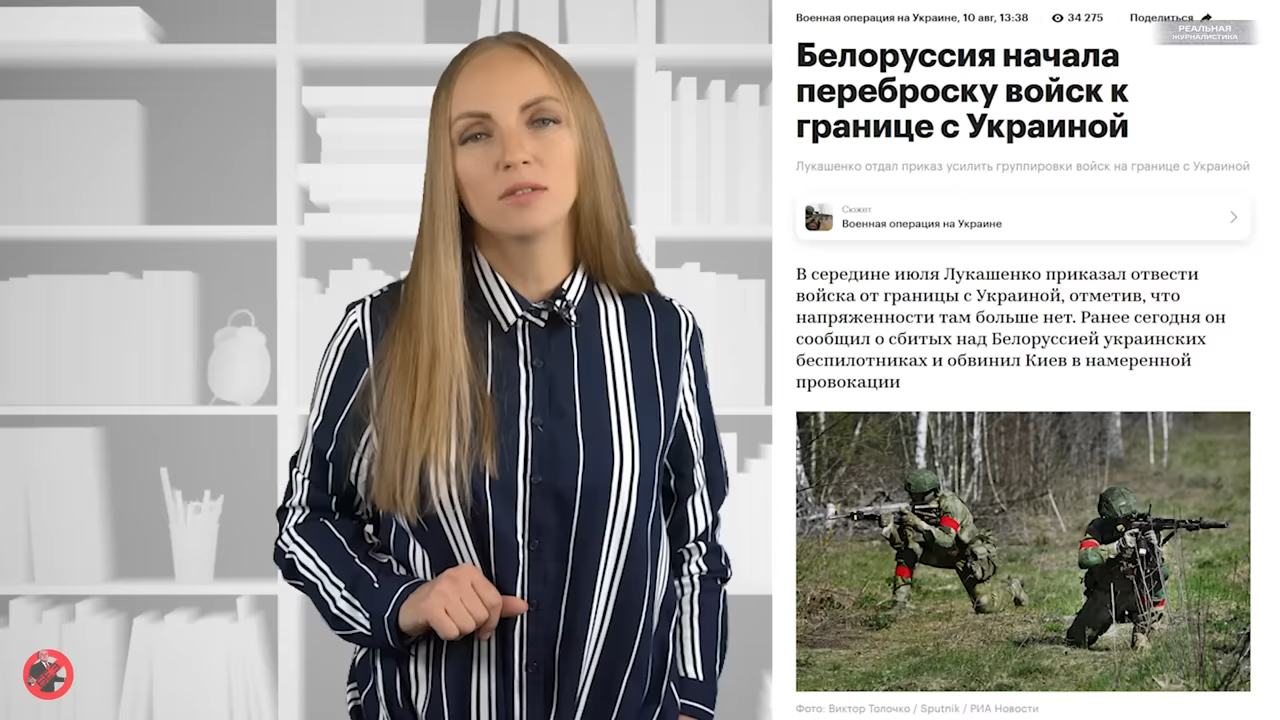 Военная операция на Украине, 10 авг, 13:38 34 275 Поделиться
РЕАЛЬНАЯ
ЖУРНАЛИСТИКА
Белоруссия начала
переброску войск к
границе с Украиной
Лукашенко отдал приказ усилить группировки войск на границе с Украиной
Сюжет
Военная операция на Украине
В середине июля Лукашенко приказал отвести
войска от границы с Украиной, отметив, что
напряженности там больше нет. Ранее сегодня он
сообщил о сбитых над Белоруссией украинских
беспилотниках и обвинил Киев в намеренной
провокации
Фото: Виктор Толочко / Sputnik / РИА Новости